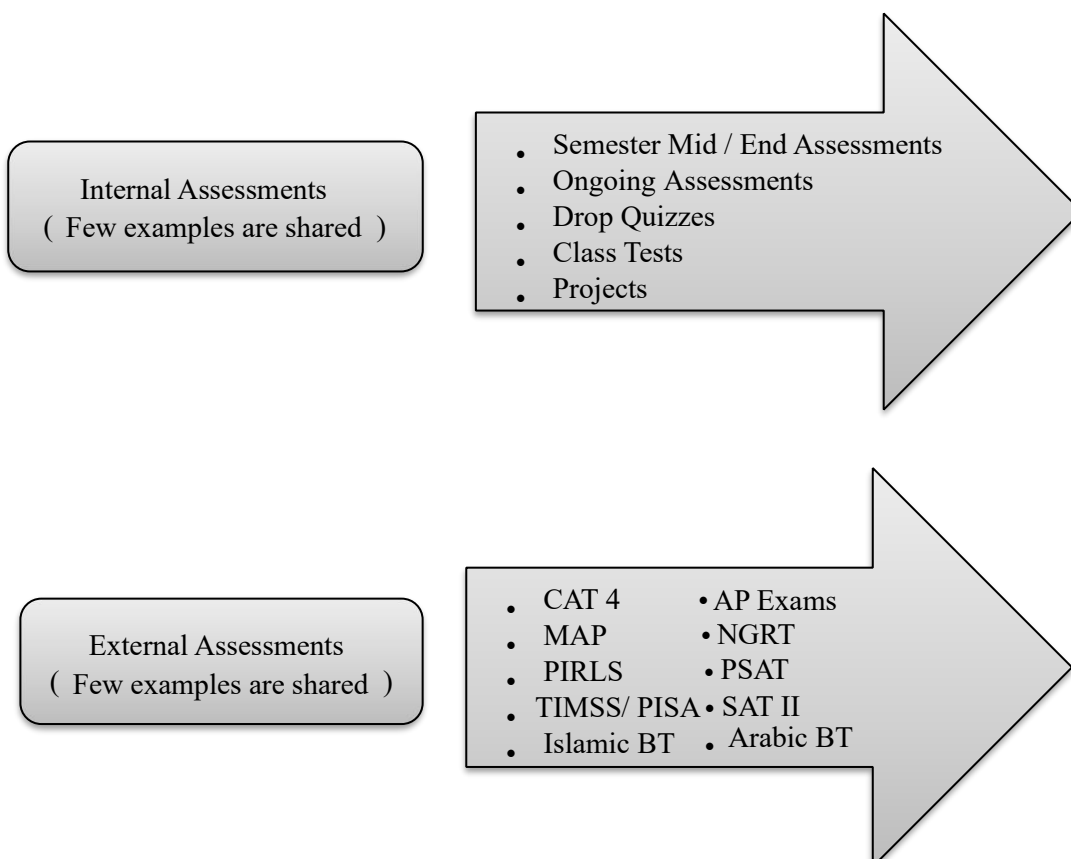 Internal Assessments
( Few examples are shared )
• Semester Mid / End Assessments
• Ongoing Assessments
• Drop Quizzes
• Class Tests
• Projects
External Assessments
( Few examples are shared )
• CAT 4 • AP Exams
• MAP • NGRT
• PIRLS • PSAT
• TIMSS/ PISA • SAT II
• Islamic BT • Arabic BT